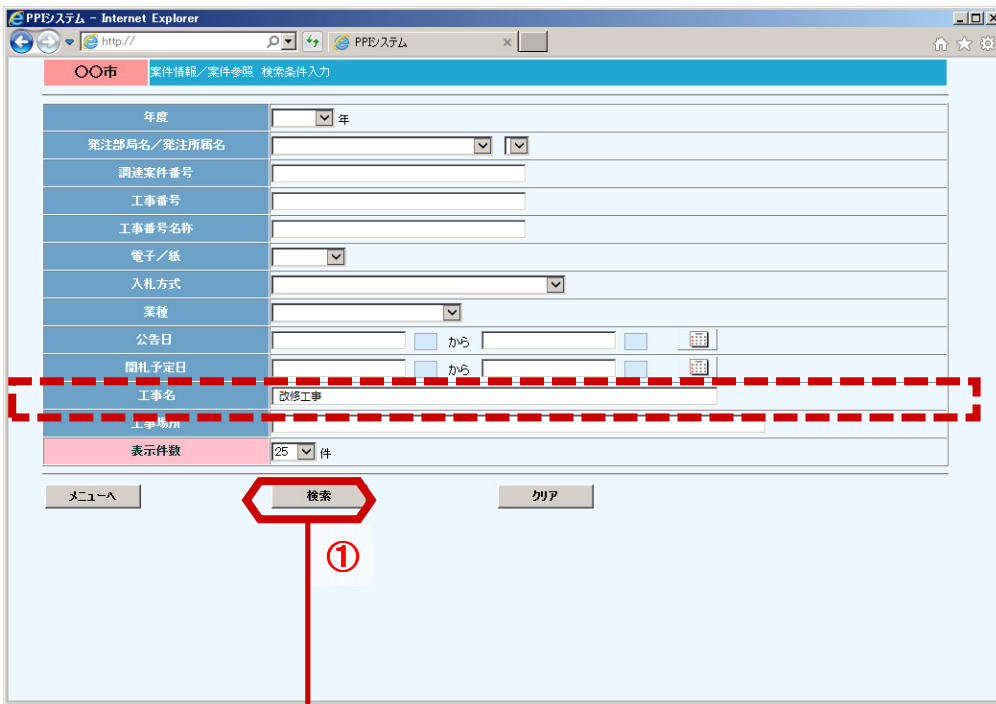 PPIシステム - Internet Explorer
http://
PPIシステム
〇〇市
案件情報／案件参照 検索条件入力
年度
年
発注部局名／発注所属名
調達案件番号
工事番号
工事番号名称
電子／紙
入札方式
業種
公告日
から
開札予定日
から
工事名
改修工事
工事場所
表示件数
25
件
メニューへ
検索
クリア
①